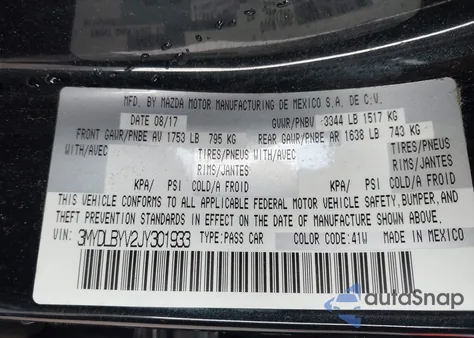 MFD. BY MAZDA MOTOR MANUFACTURING DE MEXICO S.A. DE C.V.
DATE 08/17 GVWR/PNBV 3344 LB 1517 KG
FRONT GAWR/PNBE AV 1753 LB 795 KG REAR GAWR/PNBE AR 1638 LB 743 KG
WITH/AVEC TIRES/PNEUS WITH/AVEC TIRES/PNEUS
RIMS/JANTES RIMS/JANTES
KPA/ PSI COLD/A FROID KPA/ PSI COLD/A FROID
THIS VEHICLE CONFORMS TO ALL APPLICABLE FEDERAL MOTOR VEHICLE SAFETY, BUMPER, AND
THEFT PREVENTION STANDARDS IN EFFECT ON THE DATE OF MANUFACTURE SHOWN ABOVE.
VIN: 3MYDLBYV2JY301933 TYPE: PASS CAR COLOR CODE: 41W MADE IN MEXICO
autoSnap